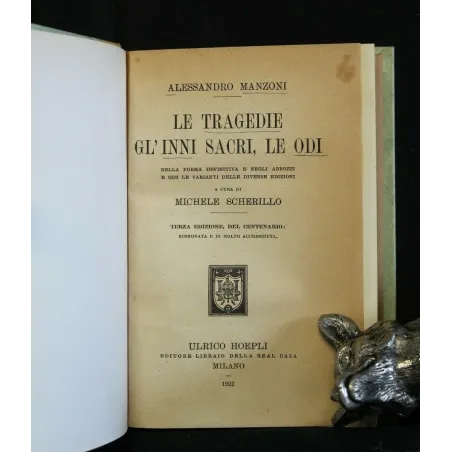 ALESSANDRO MANZONI
LE TRAGEDIE
GL'INNI SACRI, LE ODI
NELLA FORMA DEFINITIVA E NEGLI ABBOZZI
E CON LE VARIANTI DELLE DIVERSE EDIZIONI
A CURA DI
MICHELE SCHERILLO
TERZA EDIZIONE, DEL CENTENARIO;
RINNOVATA E DI MOLTO ACCRESCIUTA.
ULRICO HOEPLI
EDITORE LIBRAIO DELLA REAL CASA
MILANO
1922